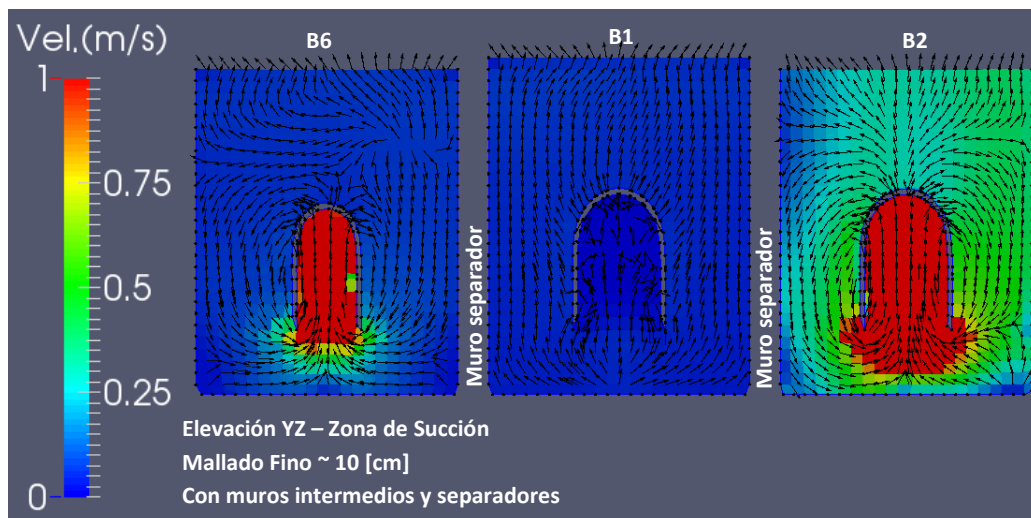 Vel.(m/s)
B6
B1
B2
1
0.75
0.5
0.25
0
Muro separador
Muro separador
Elevación YZ – Zona de Succión
Mallado Fino ~ 10 [cm]
Con muros intermedios y separadores